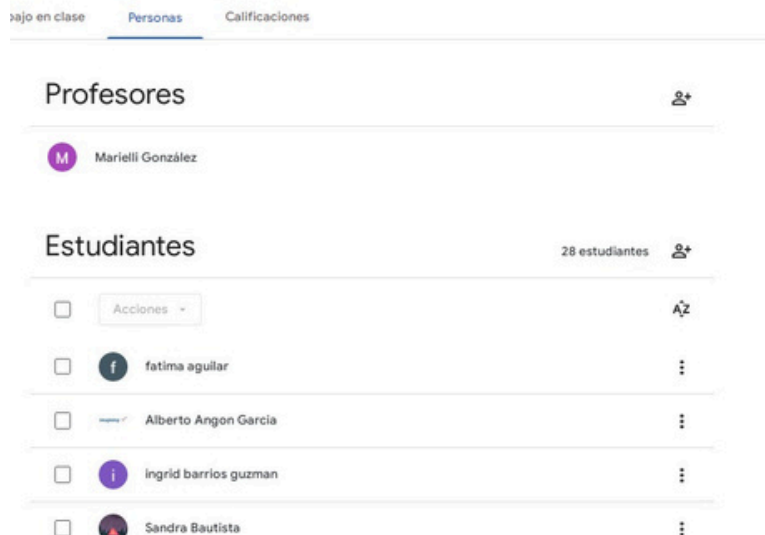 bajo en clase Personas Calificaciones
Profesores
M Marielli González
Estudiantes 28 estudiantes
Acciones AZ
f fatima aguilar
Alberto Angon Garcia
i ingrid barrios guzman
Sandra Bautista